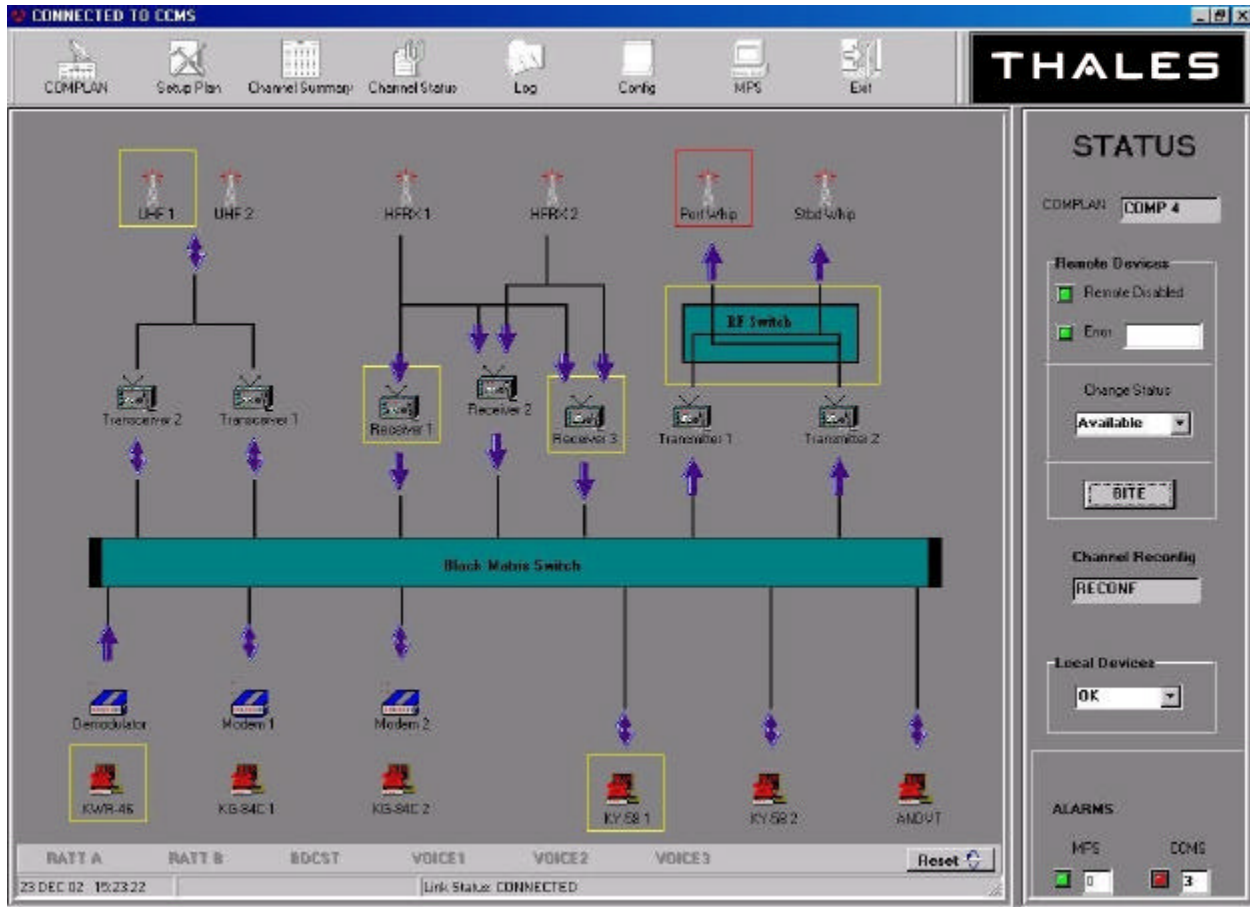 CONNECTED TO CCMS
COMPLAN Setup Plan Channel Summary Channel Status Log Config MPS Exit
THALES
STATUS
COMPLAN COMP 4
Remote Devices
Remote Disabled
Error
Change Status
Available
BITE
Channel Reconfig
RECONF
Local Devices
OK
ALARMS
MPS CCMS
0 3
UHF 1 UHF 2 HFRX 1 HFRX 2 Port Whip Stbd Whip
RF Switch
Transceiver 2 Transceiver 1 Receiver 1 Receiver 2 Receiver 3 Transmitter 1 Transmitter 2
Black Matrix Switch
Demodulator Modem 1 Modem 2
KWR-46 KG-84C 1 KG-84C 2 KY-58 1 KY-58 2 ANDVT
RATT A RATT B BDCST VOICE1 VOICE2 VOICE3 Reset
23 DEC 02 15:23:22 Link Status: CONNECTED